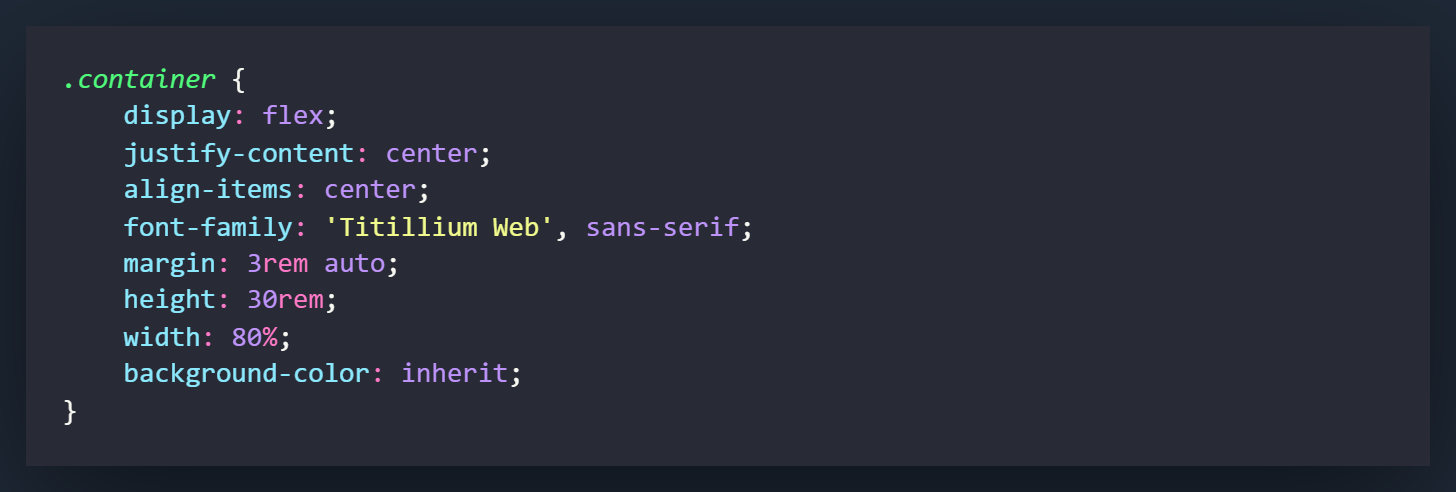 .container {
    display: flex;
    justify-content: center;
    align-items: center;
    font-family: 'Titillium Web', sans-serif;
    margin: 3rem auto;
    height: 30rem;
    width: 80%;
    background-color: inherit;
}